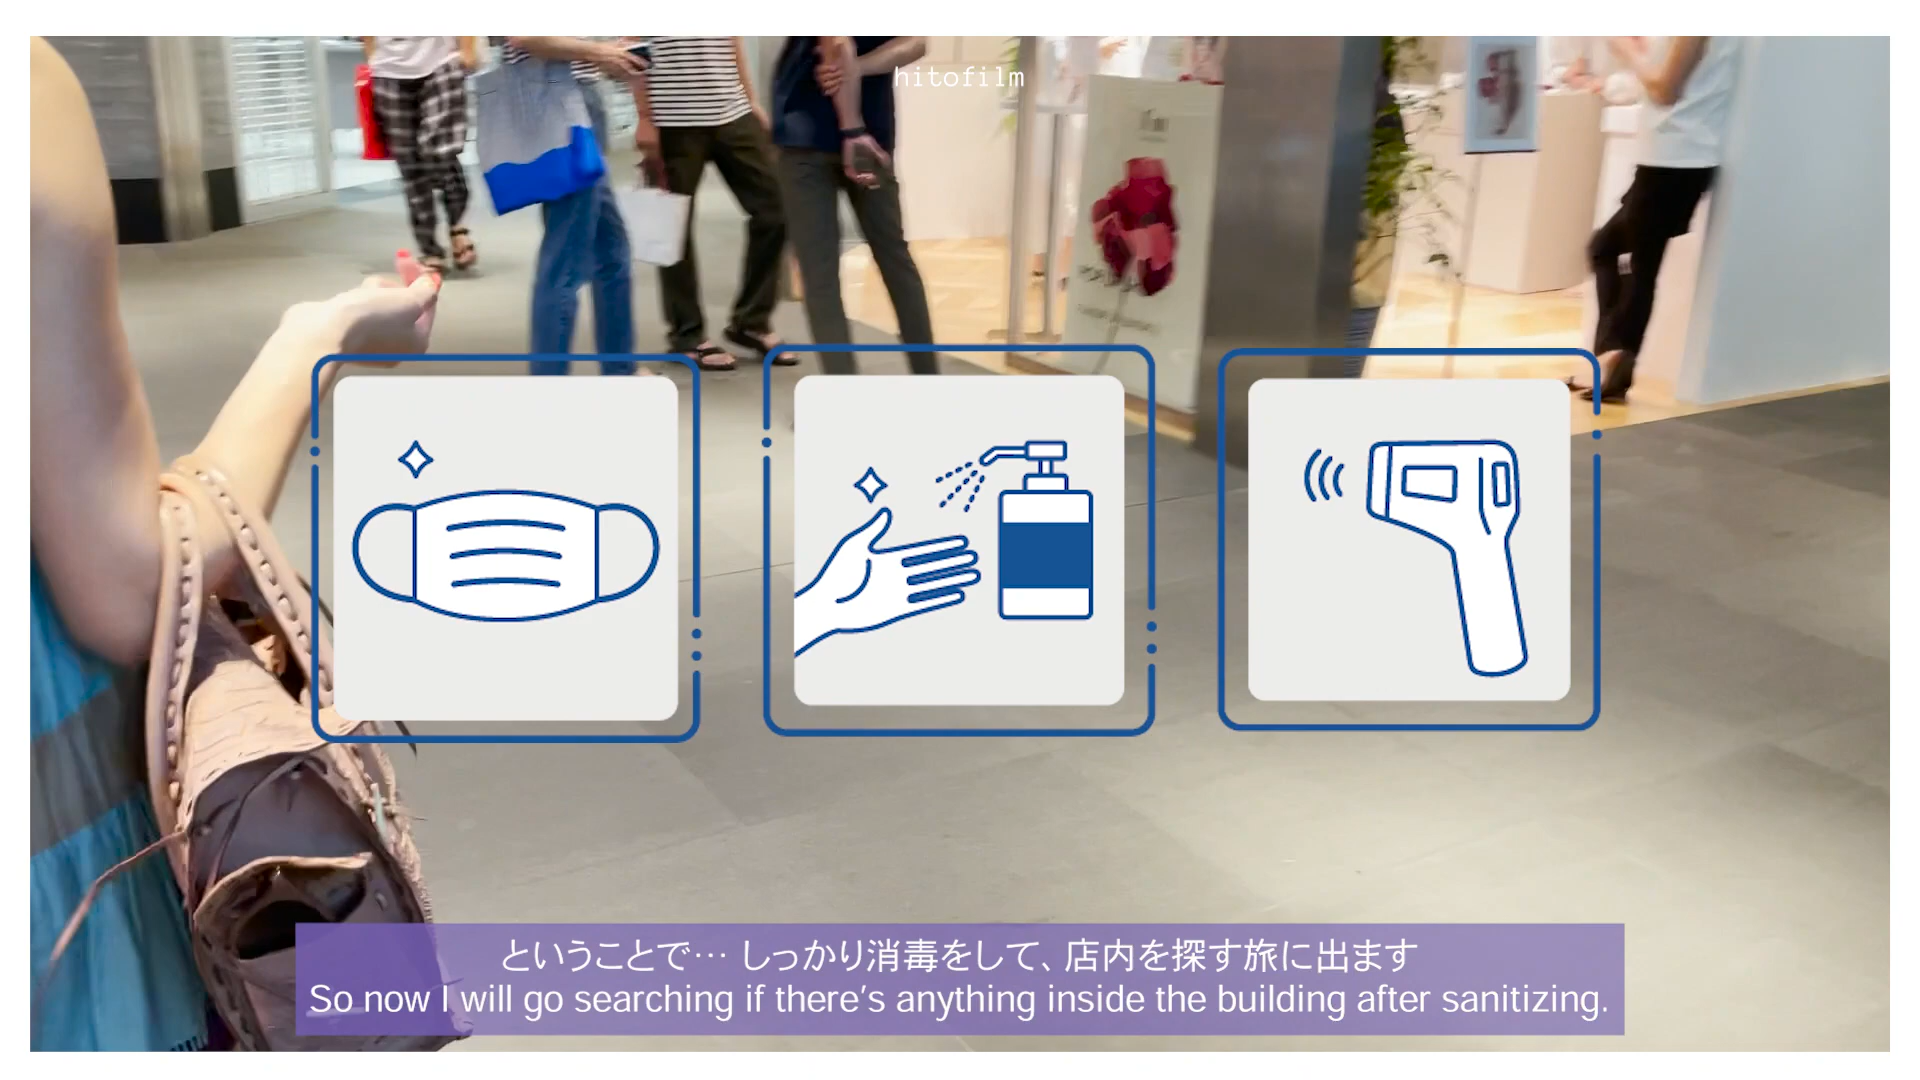 hitofilm
ということで… しっかり消毒をして、店内を探す旅に出ます
So now I will go searching if there's anything inside the building after sanitizing.